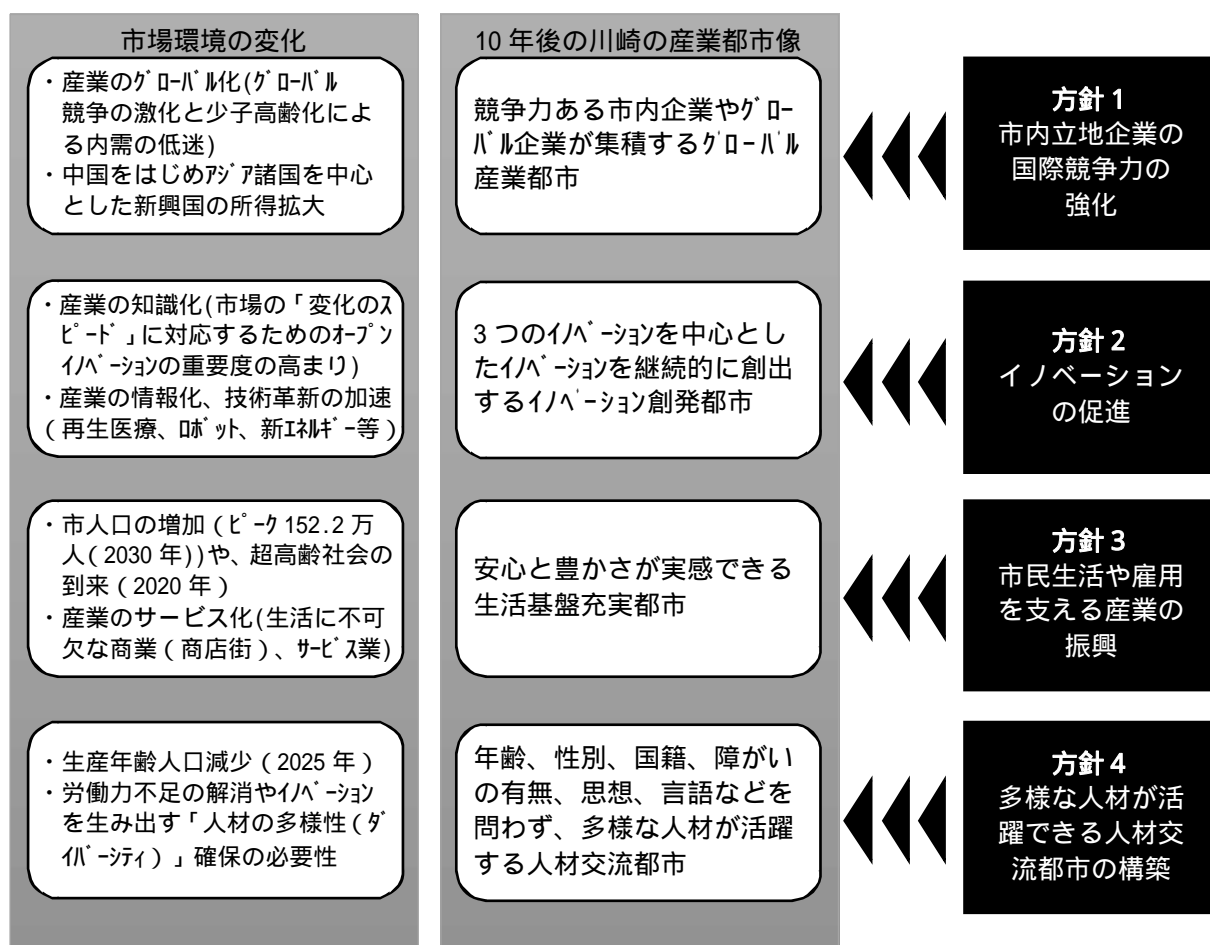 市場環境の変化
・産業のｸﾞﾛｰﾊﾞﾙ化(ｸﾞﾛｰﾊﾞﾙ
競争の激化と少子高齢化によ
る内需の低迷)
・中国をはじめｱｼﾞｱ諸国を中心
とした新興国の所得拡大
・産業の知識化(市場の「変化のｽ
ﾋﾟｰﾄﾞ」に対応するためのｵｰﾌﾟﾝ
ｲﾉﾍﾞｰｼｮﾝの重要度の高まり)
・産業の情報化、技術革新の加速
(再生医療、ﾛﾎﾞｯﾄ、新ｴﾈﾙｷﾞｰ等)
・市人口の増加(ﾋﾟｰｸ152.2万
人(2030年))や、超高齢社会の
到来(2020年)
・産業のサービス化(生活に不可
欠な商業(商店街)、ｻｰﾋﾞｽ業)
・生産年齢人口減少(2025年)
・労働力不足の解消やｲﾉﾍﾞｰｼｮﾝ
を生み出す「人材の多様性(ﾀﾞ
ｲﾊﾞｰｼﾃｨ)」確保の必要性
10年後の川崎の産業都市像
競争力ある市内企業やｸﾞﾛｰ
ﾊﾞﾙ企業が集積するｸﾞﾛｰﾊﾞﾙ
産業都市
3つのｲﾉﾍﾞｰｼｮﾝを中心とし
たｲﾉﾍﾞｰｼｮﾝを継続的に創出
するｲﾉﾍﾞｰｼｮﾝ創発都市
安心と豊かさが実感できる
生活基盤充実都市
年齢、性別、国籍、障がい
の有無、思想、言語などを
問わず、多様な人材が活躍
する人材交流都市
方針1
市内立地企業の
国際競争力の
強化
方針2
イノベーション
の促進
方針3
市民生活や雇用
を支える産業の
振興
方針4
多様な人材が活
躍できる人材交
流都市の構築